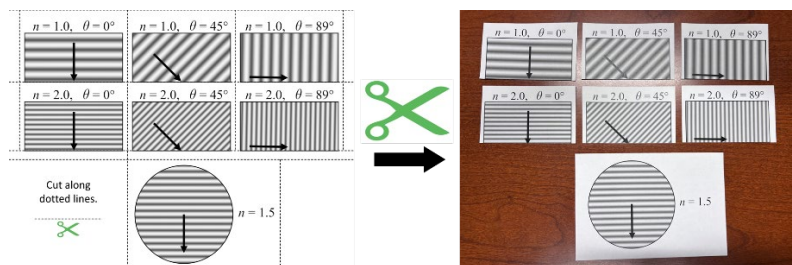 n = 1.0, θ = 0°
n = 1.0, θ = 45°
n = 1.0, θ = 89°
n = 2.0, θ = 0°
n = 2.0, θ = 45°
n = 2.0, θ = 89°
Cut along
dotted lines.
n = 1.5
n = 1.0, θ = 0°
n = 1.0, θ = 45°
n = 1.0, θ = 89°
n = 2.0, θ = 0°
n = 2.0, θ = 45°
n = 2.0, θ = 89°
n = 1.5